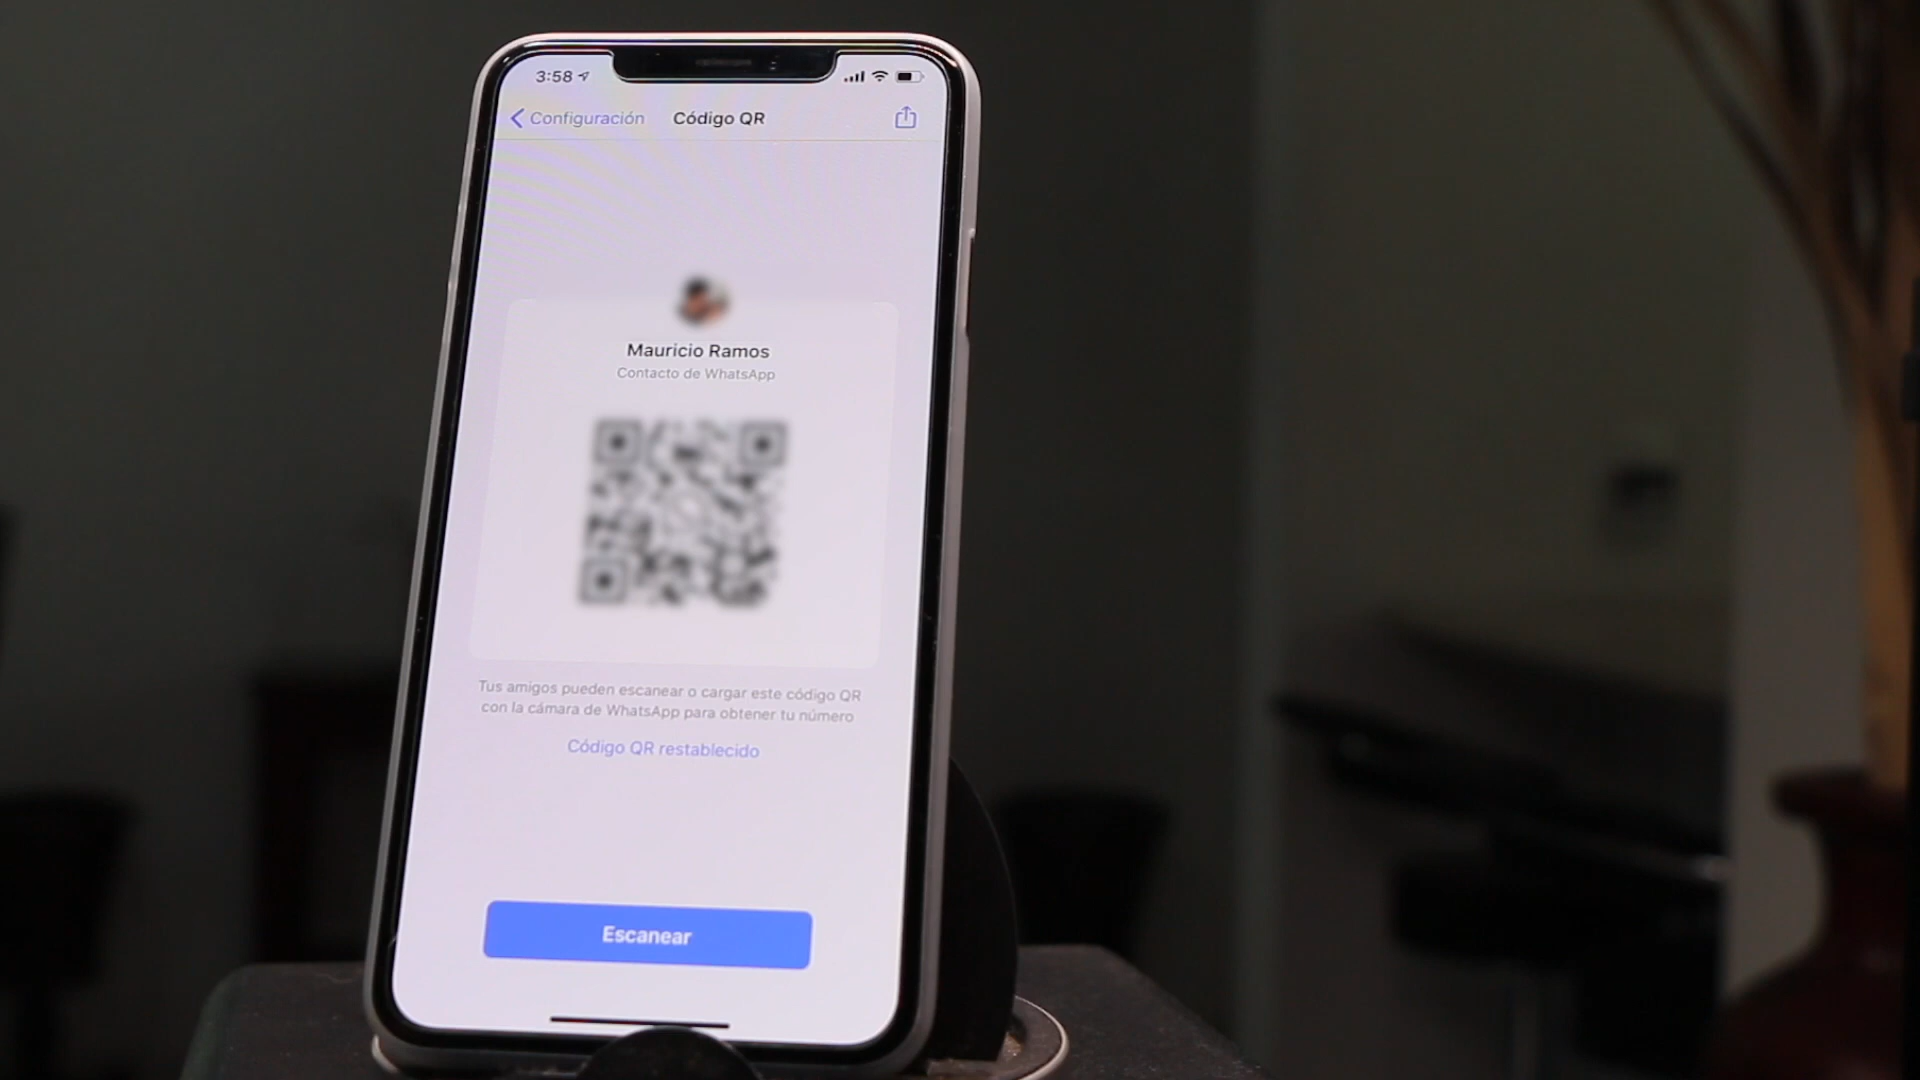 3:58
Configuración
Código QR
Mauricio Ramos
Contacto de WhatsApp
Tus amigos pueden escanear o cargar este código QR
con la cámara de WhatsApp para obtener tu número
Código QR restablecido
Escanear